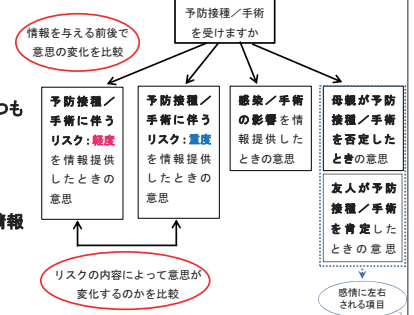 予防接種／手術
を受けますか
情報を与える前後で
意思の変化を比較
つも
予防接種／
手術に伴う
リスク：軽度
を情報提供
したときの
意思
予防接種／
手術に伴う
リスク：重度
を情報提供
したときの
意思
感染／手術
の影響を情
報提供した
ときの意思
母親が予防
接種／手術
を否定した
ときの意思
友人が予防
接種／手術
を肯定した
ときの意思
情報
リスクの内容によって意思が
変化するのかを比較
感情に左右
される項目